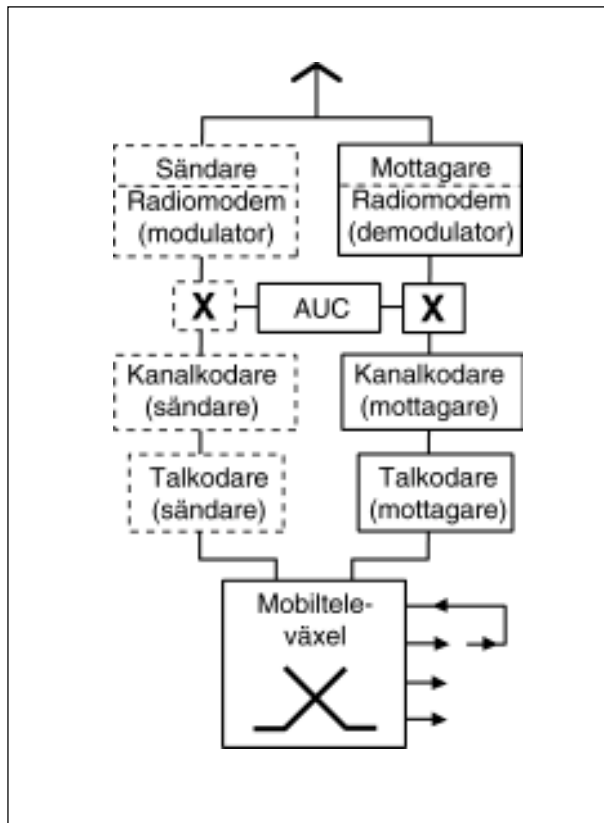 Sändare
Radiomodem
(modulator)
Mottagare
Radiomodem
(demodulator)
X
AUC
X
Kanalkodare
(sändare)
Kanalkodare
(mottagare)
Talkodare
(sändare)
Talkodare
(mottagare)
Mobiltele-
växel